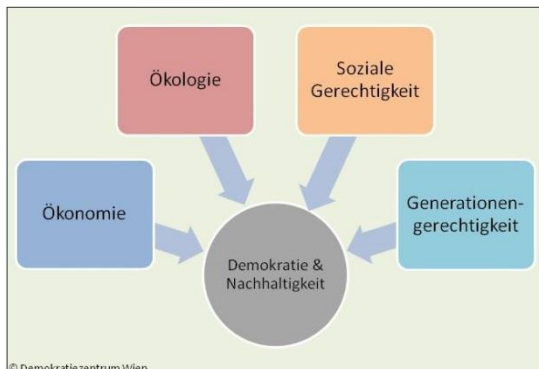 Ökologie
Soziale
Gerechtigkeit
Ökonomie
Generationen-
gerechtigkeit
Demokratie &
Nachhaltigkeit
© Demokratiezentrum Wien